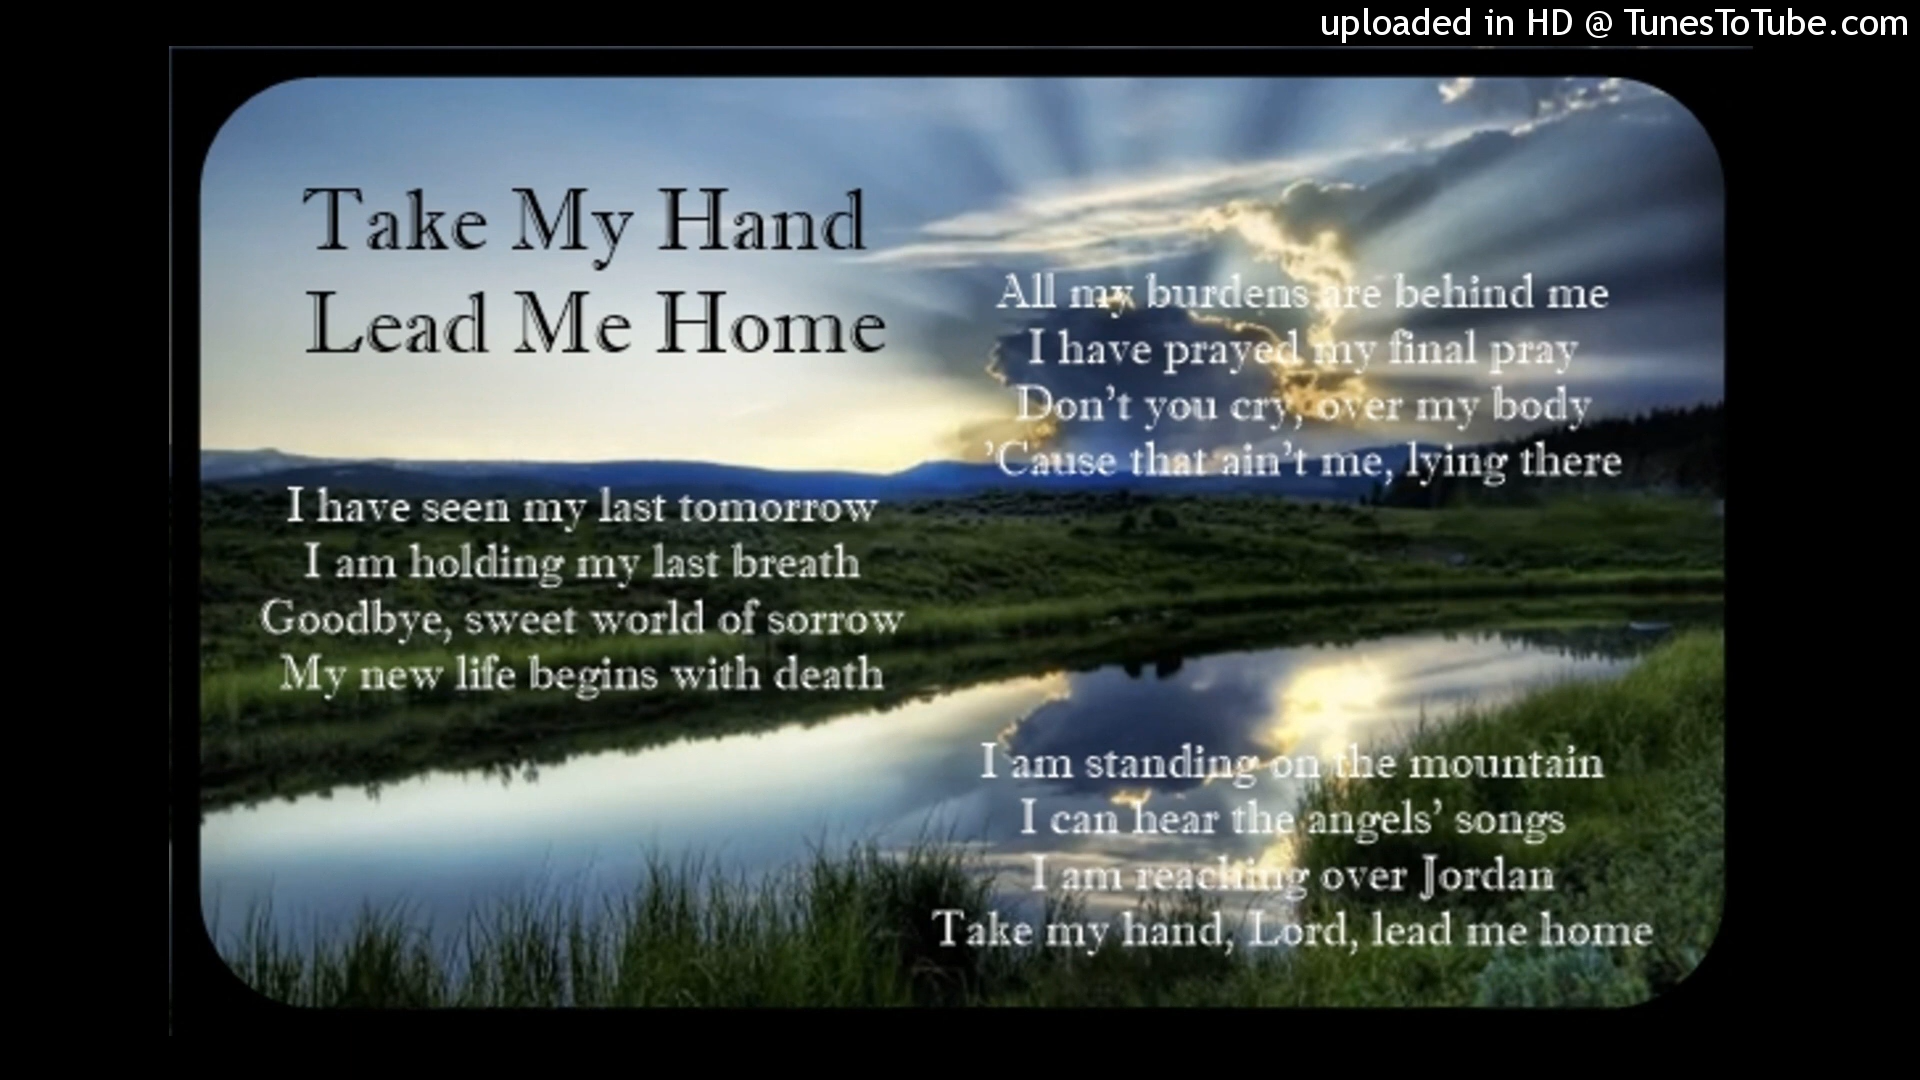 uploaded in HD @ TunesToTube.com
Take My Hand
Lead Me Home
I have seen my last tomorrow
I am holding my last breath
Goodbye, sweet world of sorrow
My new life begins with death
All my burdens are behind me
I have prayed my final pray
Don't you cry, over my body
'Cause that ain't me, lying there
I am standing on the mountain
I can hear the angels' songs
I am reaching over Jordan
Take my hand, Lord, lead me home